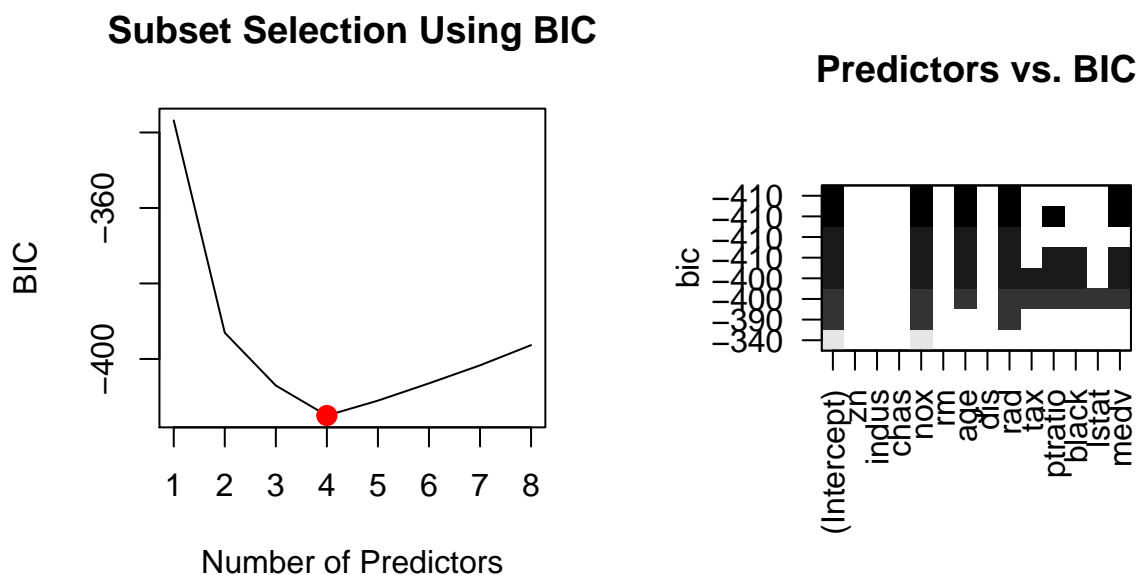 Subset Selection Using BIC
BIC
−360
−400
1 2 3 4 5 6 7 8
Number of Predictors
Predictors vs. BIC
bic
−410
−410
−410
−410
−400
−400
−390
−340
(Intercept)
zn
indus
chas
nox
rm
age
dis
rad
tax
ptratio
black
lstat
medv